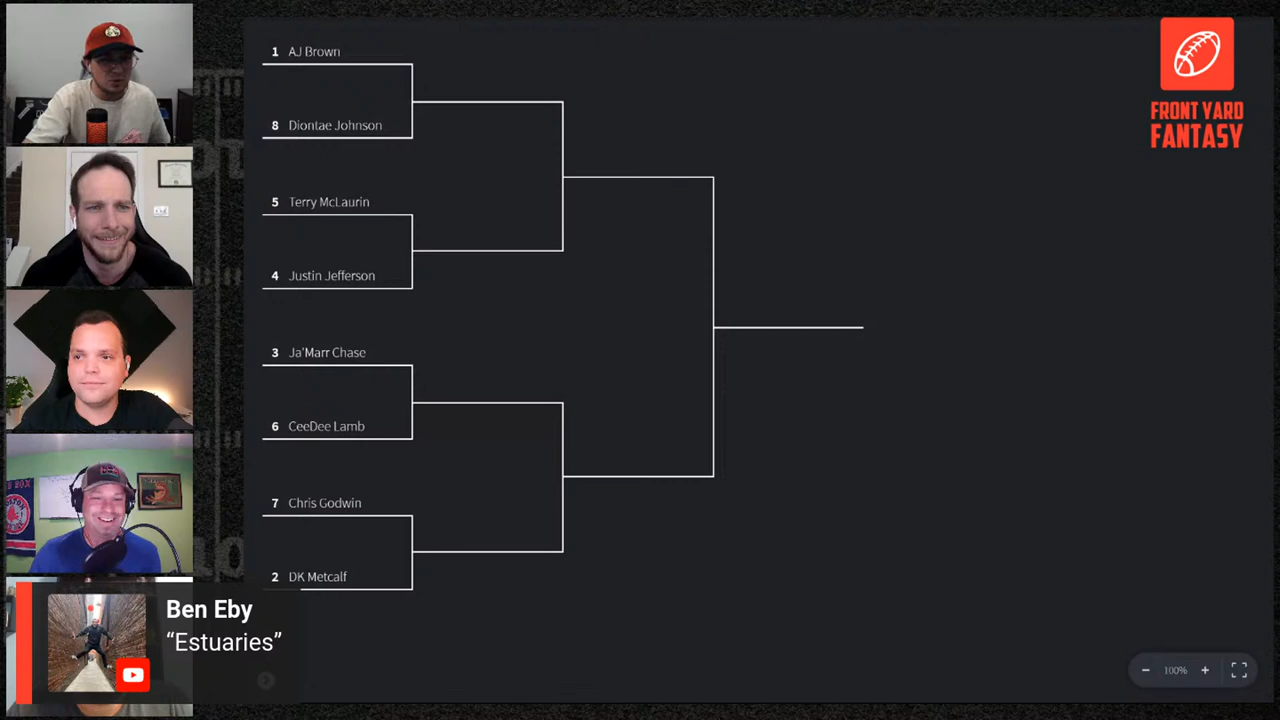 1 AJ Brown
8 Diontae Johnson
5 Terry McLaurin
4 Justin Jefferson
3 Ja'Marr Chase
6 CeeDee Lamb
7 Chris Godwin
2 DK Metcalf
FRONT YARD
FANTASY
Ben Eby
“Estuaries”
100%